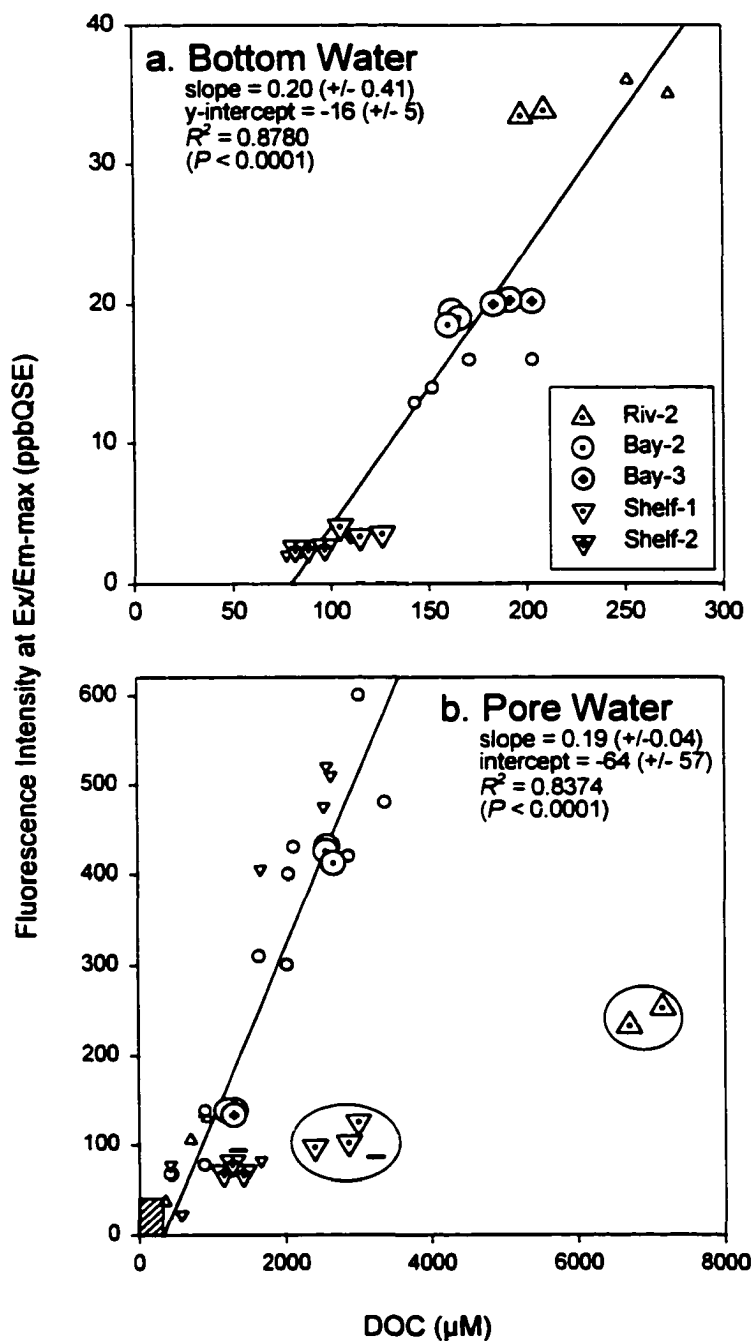 Fluorescence Intensity at Ex/Em-max (ppbQSE)
a. Bottom Water
slope = 0.20 (+/- 0.41)
y-intercept = -16 (+/- 5)
R² = 0.8780
(P < 0.0001)
40
30
20
10
0
Riv-2
Bay-2
Bay-3
Shelf-1
Shelf-2
0 50 100 150 200 250 300
b. Pore Water
slope = 0.19 (+/-0.04)
intercept = -64 (+/- 57)
R² = 0.8374
(P < 0.0001)
600
500
400
300
200
100
0
0 2000 4000 6000 8000
DOC (µM)